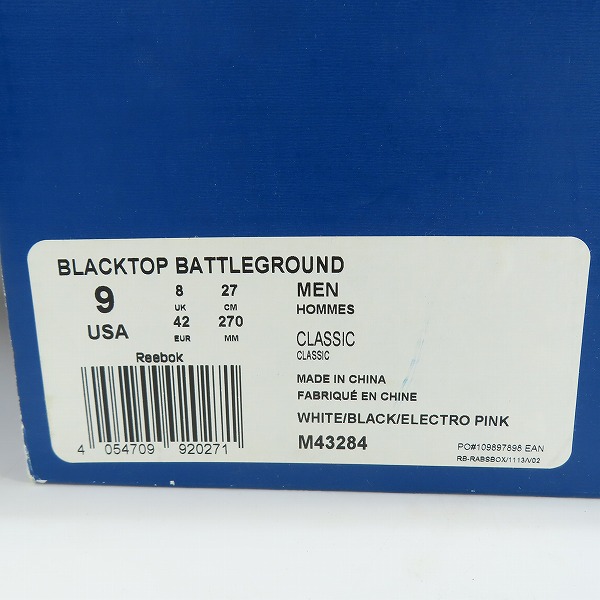 BLACKTOP BATTLEGROUND
9 8 27 MEN
UK CM HOMMES
USA 42 270
EUR MM
CLASSIC
CLASSIC
Reebok
MADE IN CHINA
FABRIQUÉ EN CHINE
WHITE/BLACK/ELECTRO PINK
4 054709 920271
M43284
PO#109897898 EAN
RB-RABSBOX/1113/V02